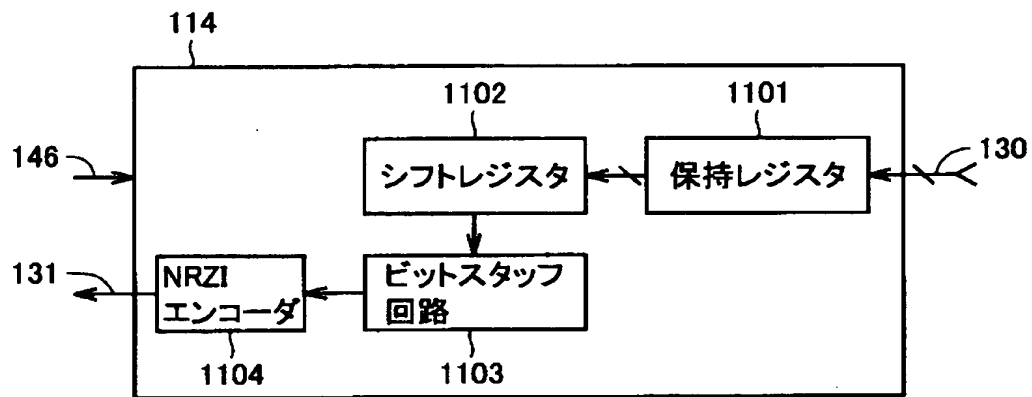 114
1102
1101
146
シフトレジスタ
保持レジスタ
130
131
NRZI
エンコーダ
ビットスタッフ
回路
1104
1103